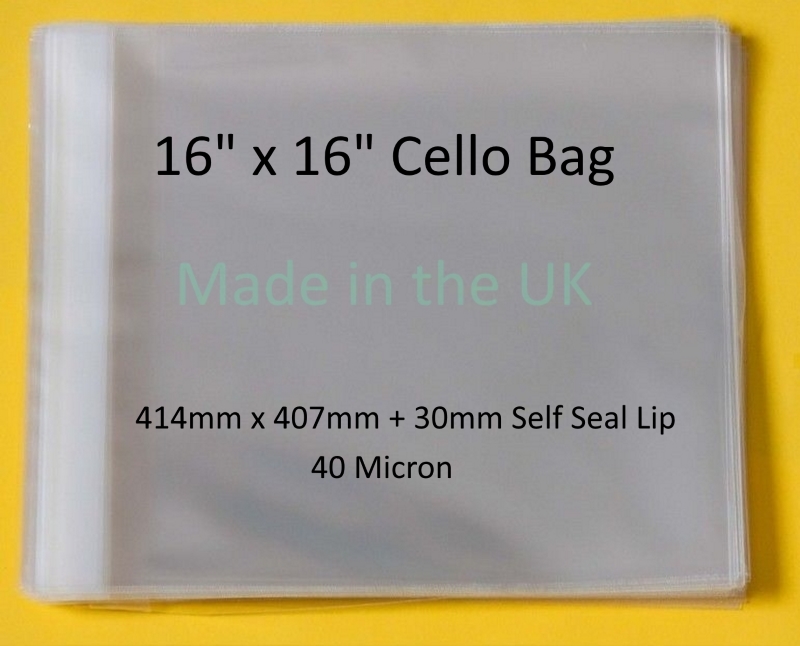 16" x 16" Cello Bag
Made in the UK
414mm x 407mm + 30mm Self Seal Lip
40 Micron